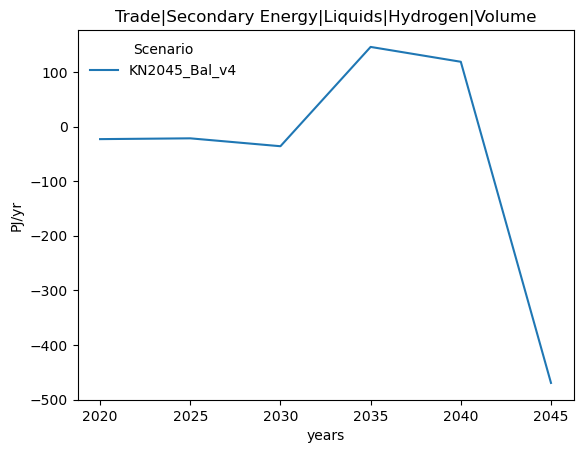 Trade|Secondary Energy|Liquids|Hydrogen|Volume
Scenario
KN2045_Bal_v4
100
0
−100
−200
−300
−400
−500
PJ/yr
2020 2025 2030 2035 2040 2045
years